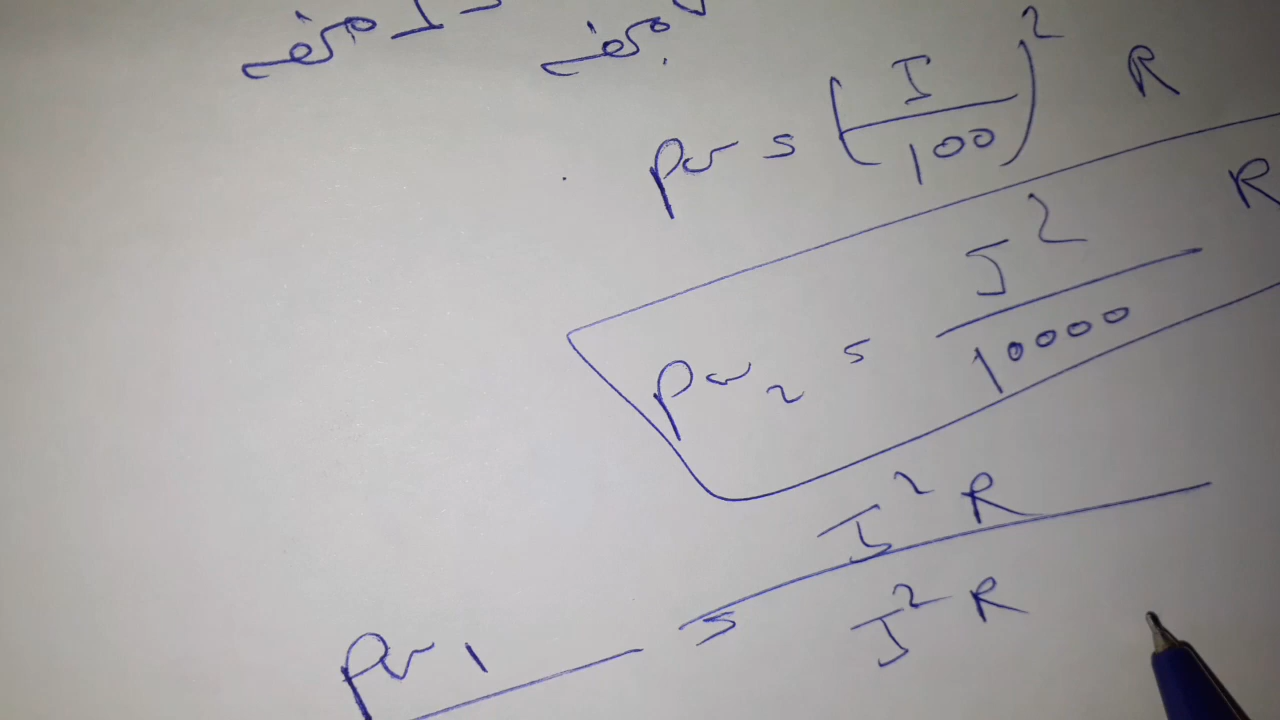 Pw = (I / 100)² R
Pw₂ = I² / 10000 R
Pw₁ = I² R / I² R